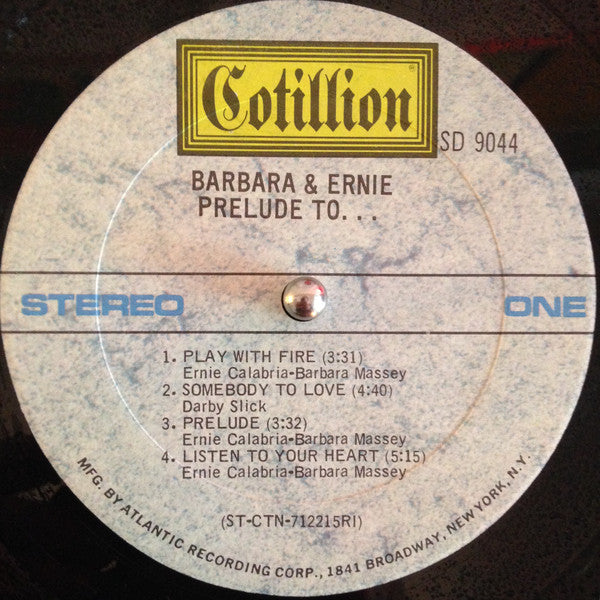 Cotillion
®
SD 9044
BARBARA & ERNIE
PRELUDE TO...
STEREO
ONE
1. PLAY WITH FIRE (3:31)
Ernie Calabria-Barbara Massey
2. SOMEBODY TO LOVE (4:40)
Darby Slick
3. PRELUDE (3:32)
Ernie Calabria-Barbara Massey
4. LISTEN TO YOUR HEART (5:15)
Ernie Calabria-Barbara Massey
(ST-CTN-712215RI)
MFG. BY ATLANTIC RECORDING CORP., 1841 BROADWAY, NEW YORK, N.Y.